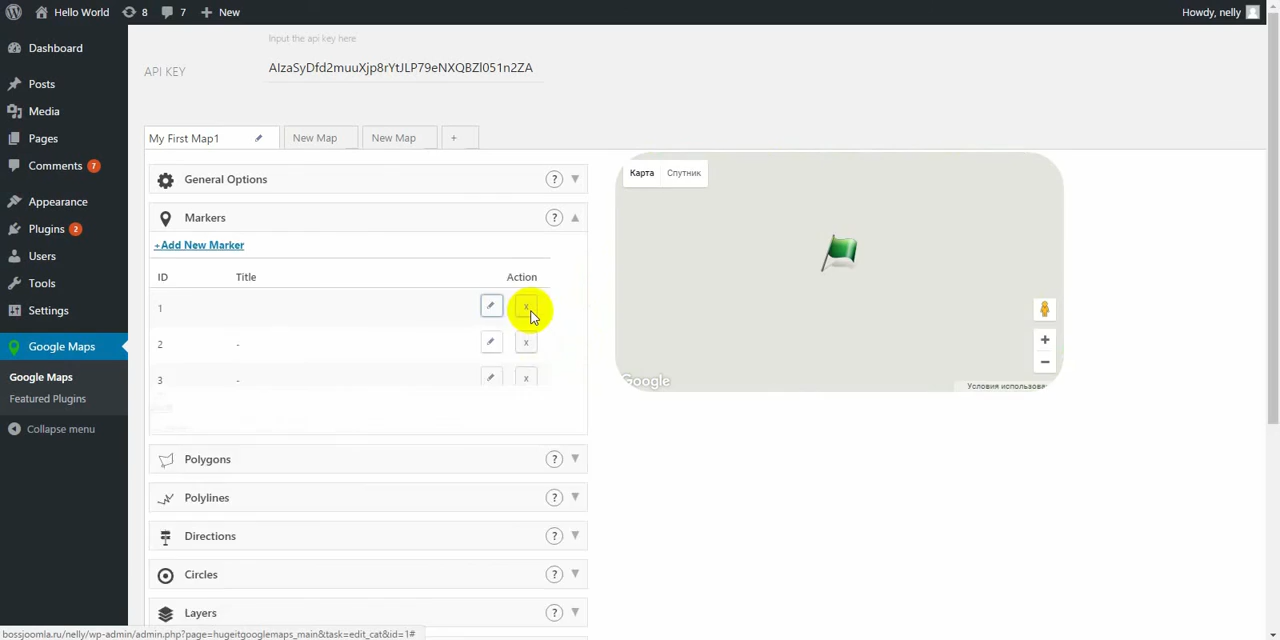 Hello World
8
7
New
Howdy, nelly
Dashboard
Posts
Media
Pages
Comments 7
Appearance
Plugins 2
Users
Tools
Settings
Google Maps
Google Maps
Featured Plugins
Collapse menu
Input the api key here
API KEY
AIzaSyDfd2muuXjp8rYtJLP79eNXQBZl051n2ZA
My First Map1
New Map
New Map
+
General Options ?
Markers ?
+Add New Marker
ID Title Action
1 x
2 - x
3 - x
Polygons ?
Polylines ?
Directions ?
Circles ?
Layers ?
Карта Спутник
+
−
Google
Условия использова
bossjoomla.ru/nelly/wp-admin/admin.php?page=hugeitgooglemaps_main&task=edit_cat&id=1#